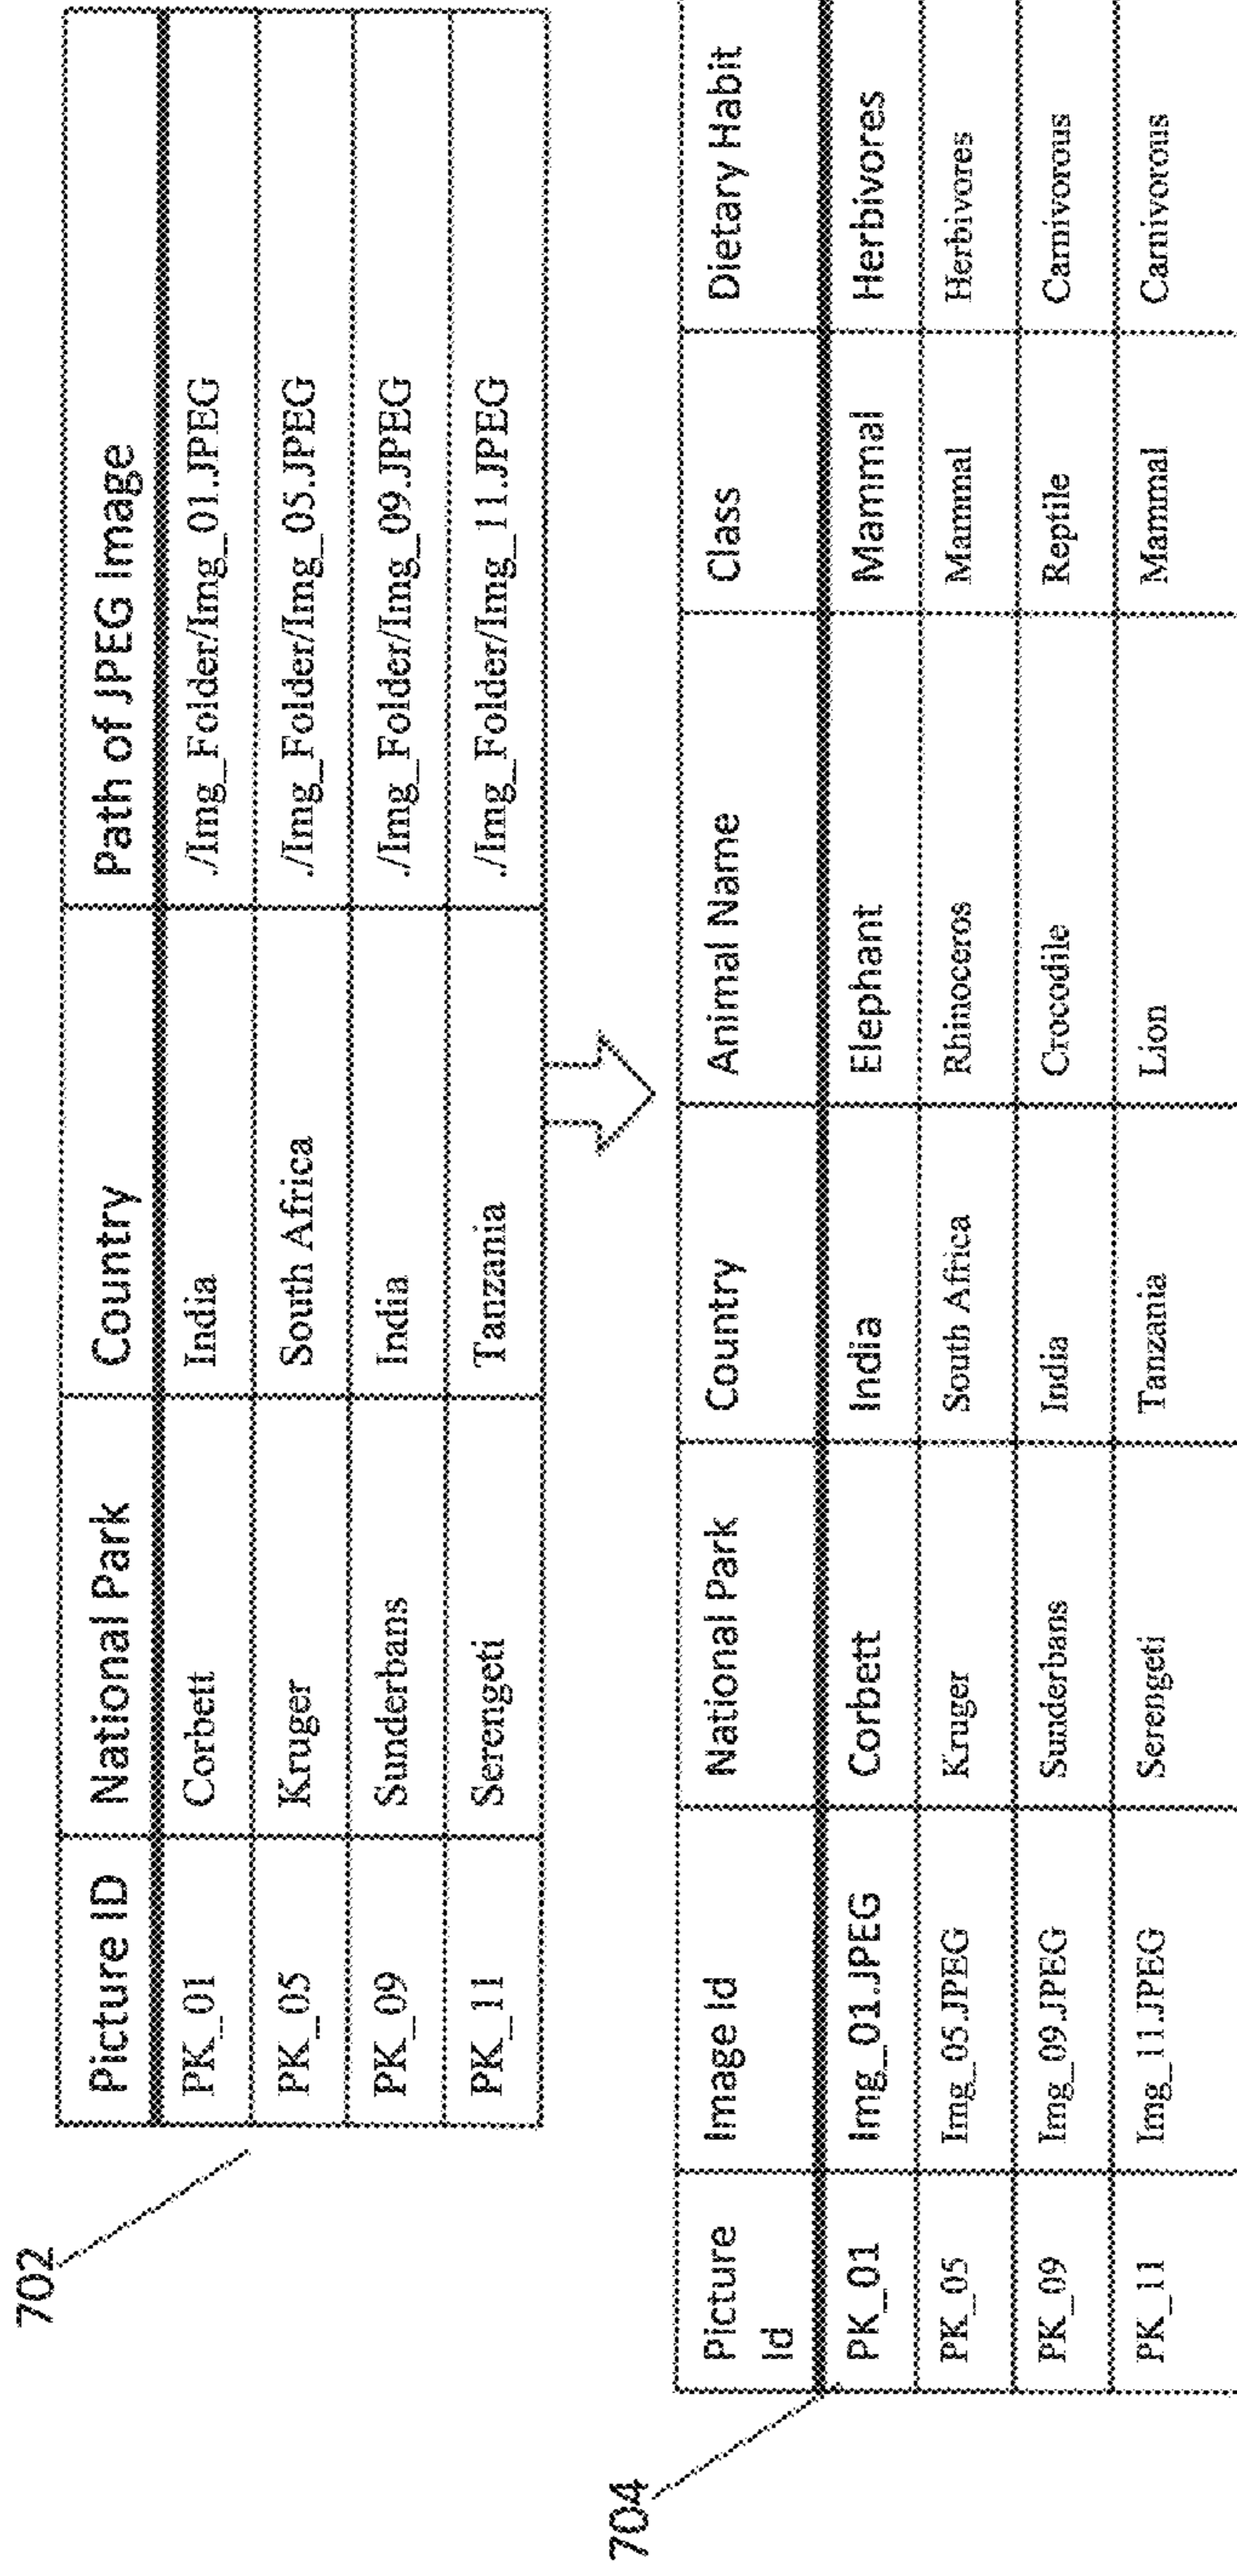 702
Picture ID National Park Country Path of JPEG Image
PK_01 Corbett India ./Img_Folder/Img_01.JPEG
PK_05 Kruger South Africa ./Img_Folder/Img_05.JPEG
PK_09 Sunderbans India ./Img_Folder/Img_09.JPEG
PK_11 Serengeti Tanzania ./Img_Folder/Img_11.JPEG
704
Picture Id Image Id National Park Country Animal Name Class Dietary Habit
PK_01 Img_01.JPEG Corbett India Elephant Mammal Herbivores
PK_05 Img_05.JPEG Kruger South Africa Rhinoceros Mammal Herbivores
PK_09 Img_09.JPEG Sunderbans India Crocodile Reptile Carnivorous
PK_11 Img_11.JPEG Serengeti Tanzania Lion Mammal Carnivorous